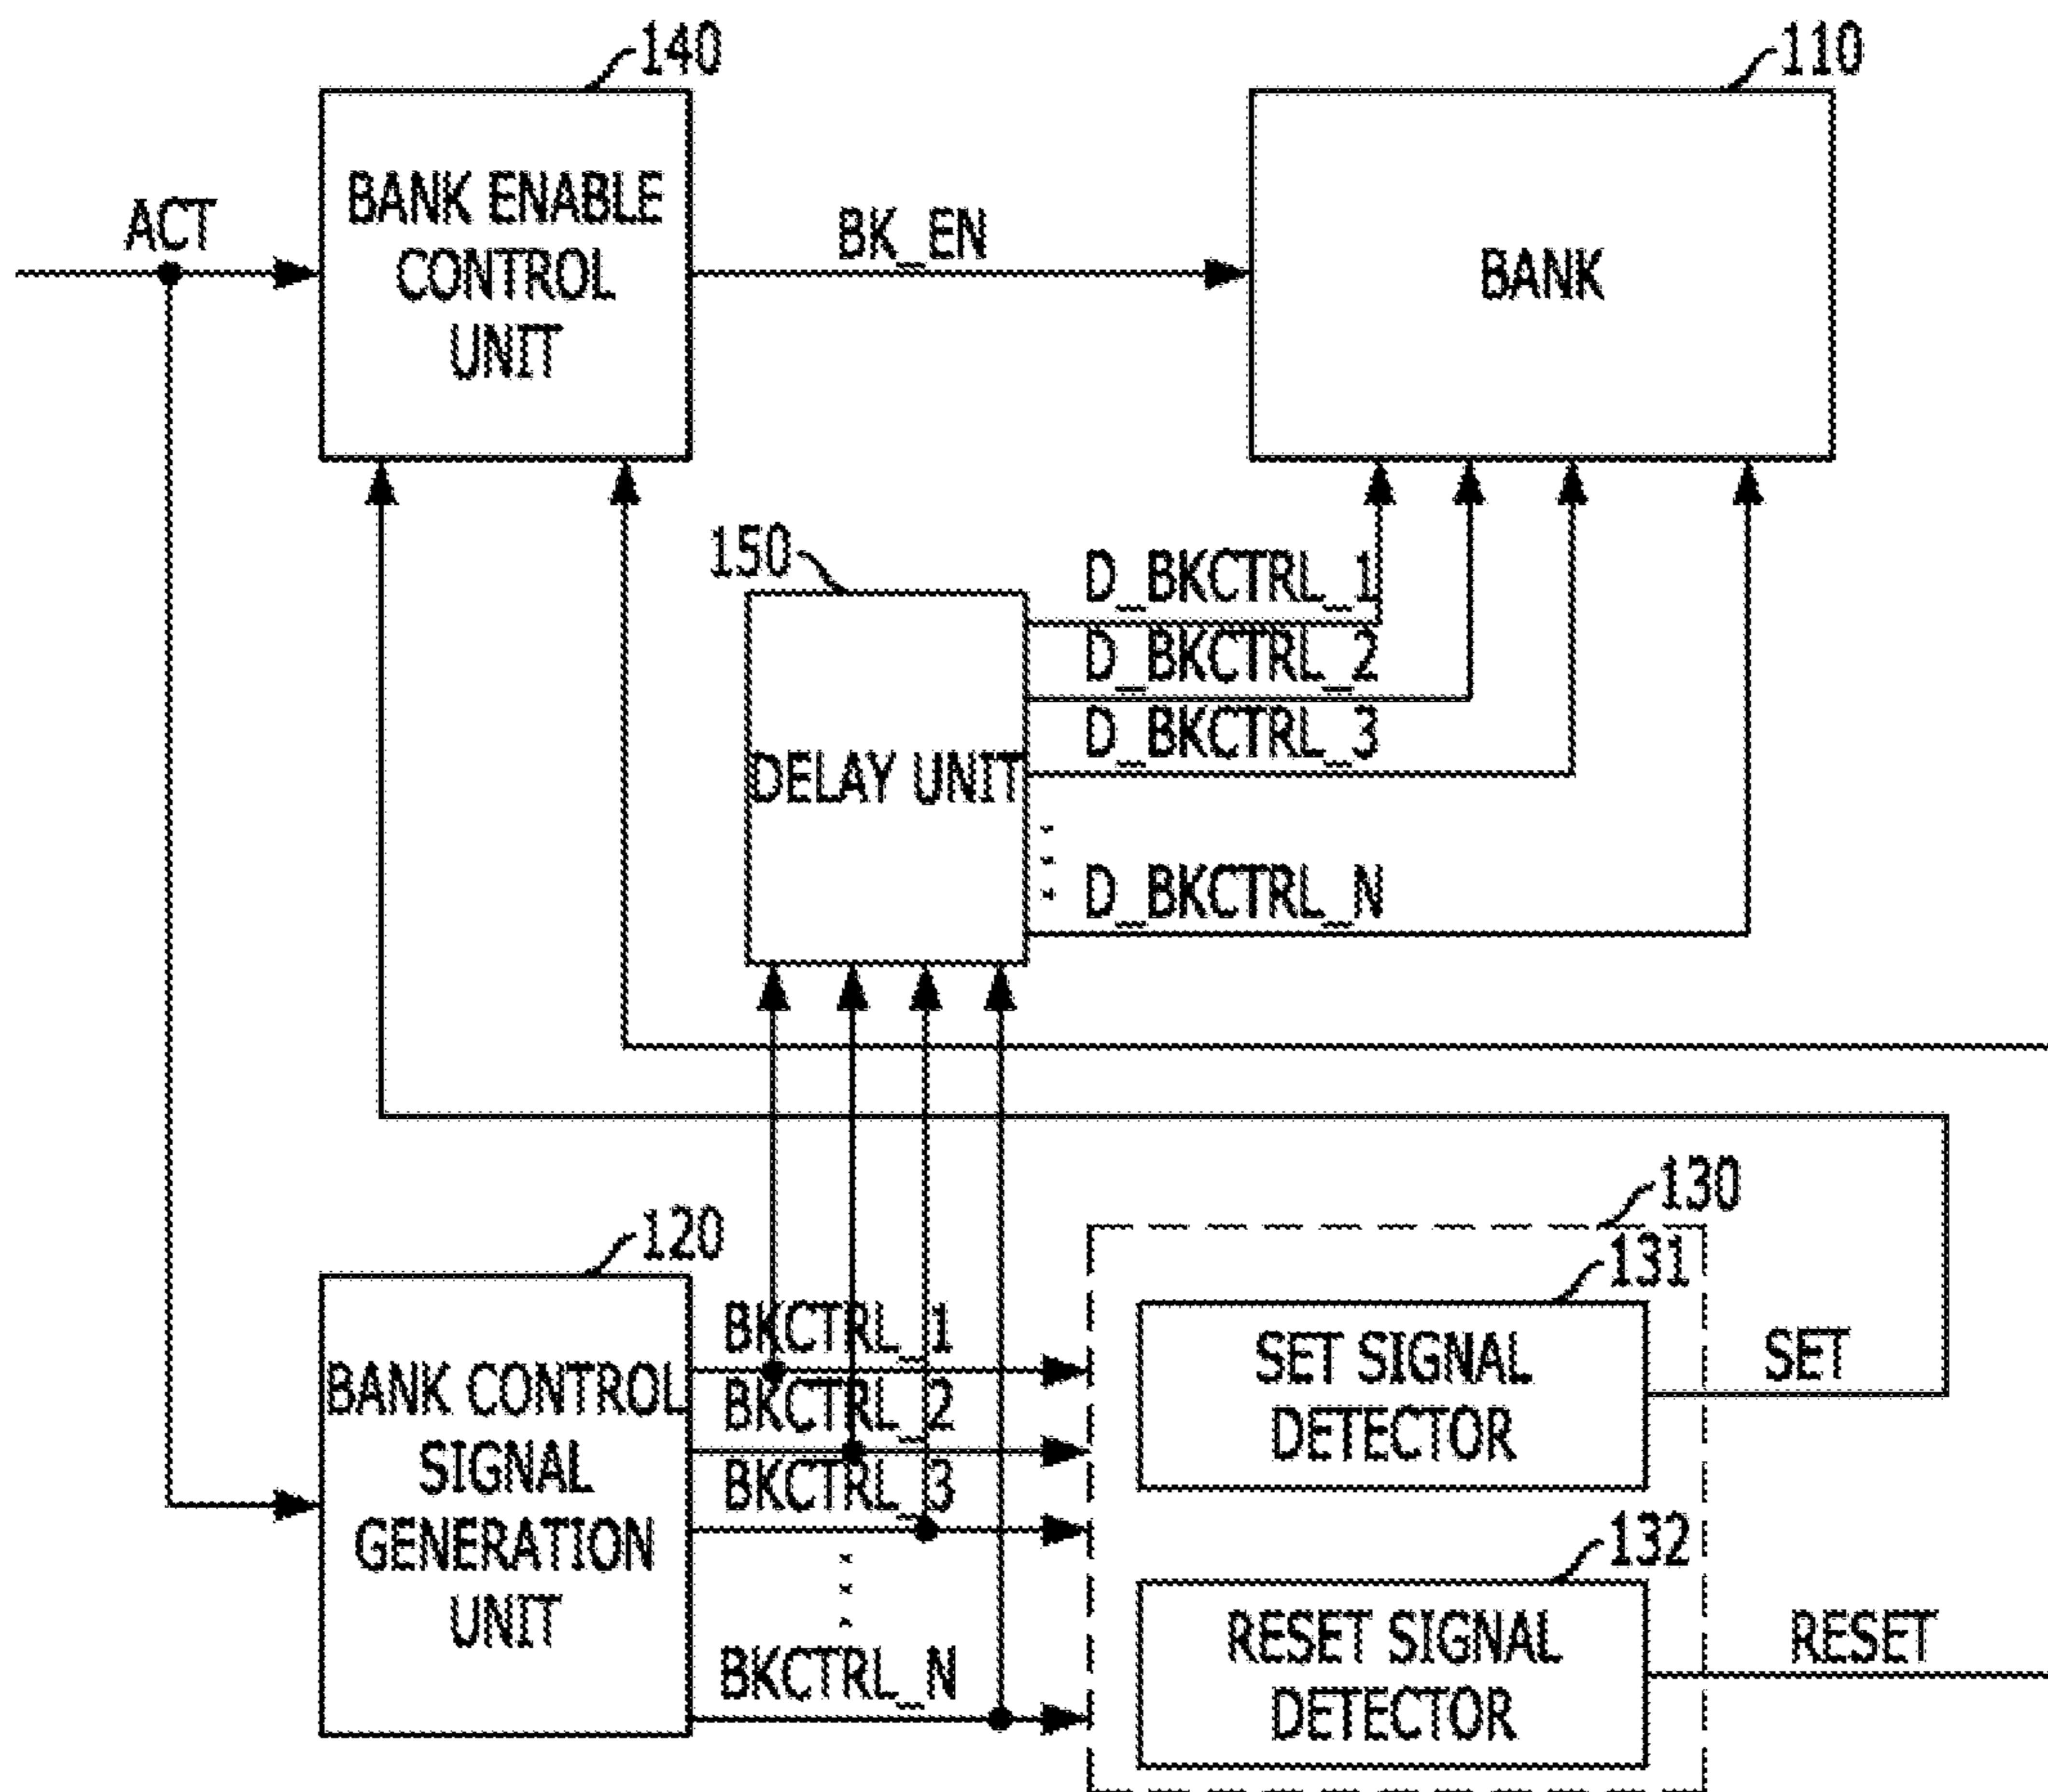 140
110
BANK ENABLE
CONTROL
UNIT
ACT
BK_EN
BANK
150
D_BKCTRL_1
D_BKCTRL_2
D_BKCTRL_3
DELAY UNIT
D_BKCTRL_N
130
120
131
BKCTRL_1
BKCTRL_2
BKCTRL_3
BKCTRL_N
BANK CONTROL
SIGNAL
GENERATION
UNIT
SET SIGNAL
DETECTOR
SET
132
RESET SIGNAL
DETECTOR
RESET